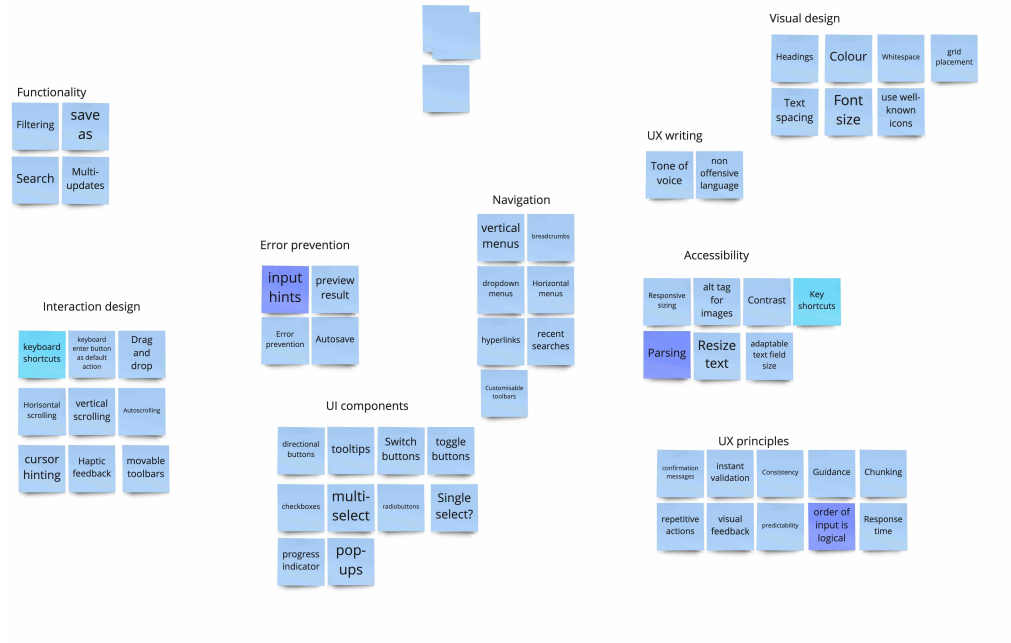 Visual design
Headings
Colour
Whitespace
grid
placement
Text
spacing
Font
size
use well-
known
icons
Functionality
Filtering
save
as
Search
Multi-
updates
UX writing
Tone of
voice
non
offensive
language
Navigation
vertical
menus
breadcrumbs
dropdown
menus
Horizontal
menus
hyperlinks
recent
searches
Customisable
toolbars
Error prevention
input
hints
preview
result
Error
prevention
Autosave
Accessibility
Responsive
sizing
alt tag
for
images
Contrast
Key
shortcuts
Parsing
Resize
text
adaptable
text field
size
Interaction design
keyboard
shortcuts
keyboard
enter button
as default
action
Drag
and
drop
Horisontal
scrolling
vertical
scrolling
Autoscrolling
cursor
hinting
Haptic
feedback
movable
toolbars
UI components
directional
buttons
tooltips
Switch
buttons
toggle
buttons
checkboxes
multi-
select
radiobuttons
Single
select?
progress
indicator
pop-
ups
UX principles
confirmation
messages
instant
validation
Consistency
Guidance
Chunking
repetitive
actions
visual
feedback
predictability
order of
input is
logical
Response
time